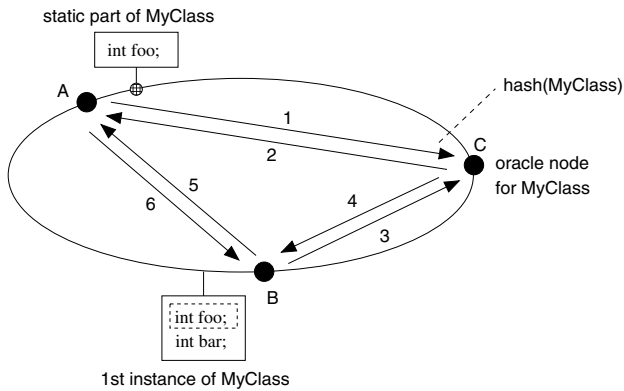 static part of MyClass
int foo;
A
hash(MyClass)
1
2
C
oracle node
for MyClass
5
6
4
3
B
int foo;
int bar;
1st instance of MyClass